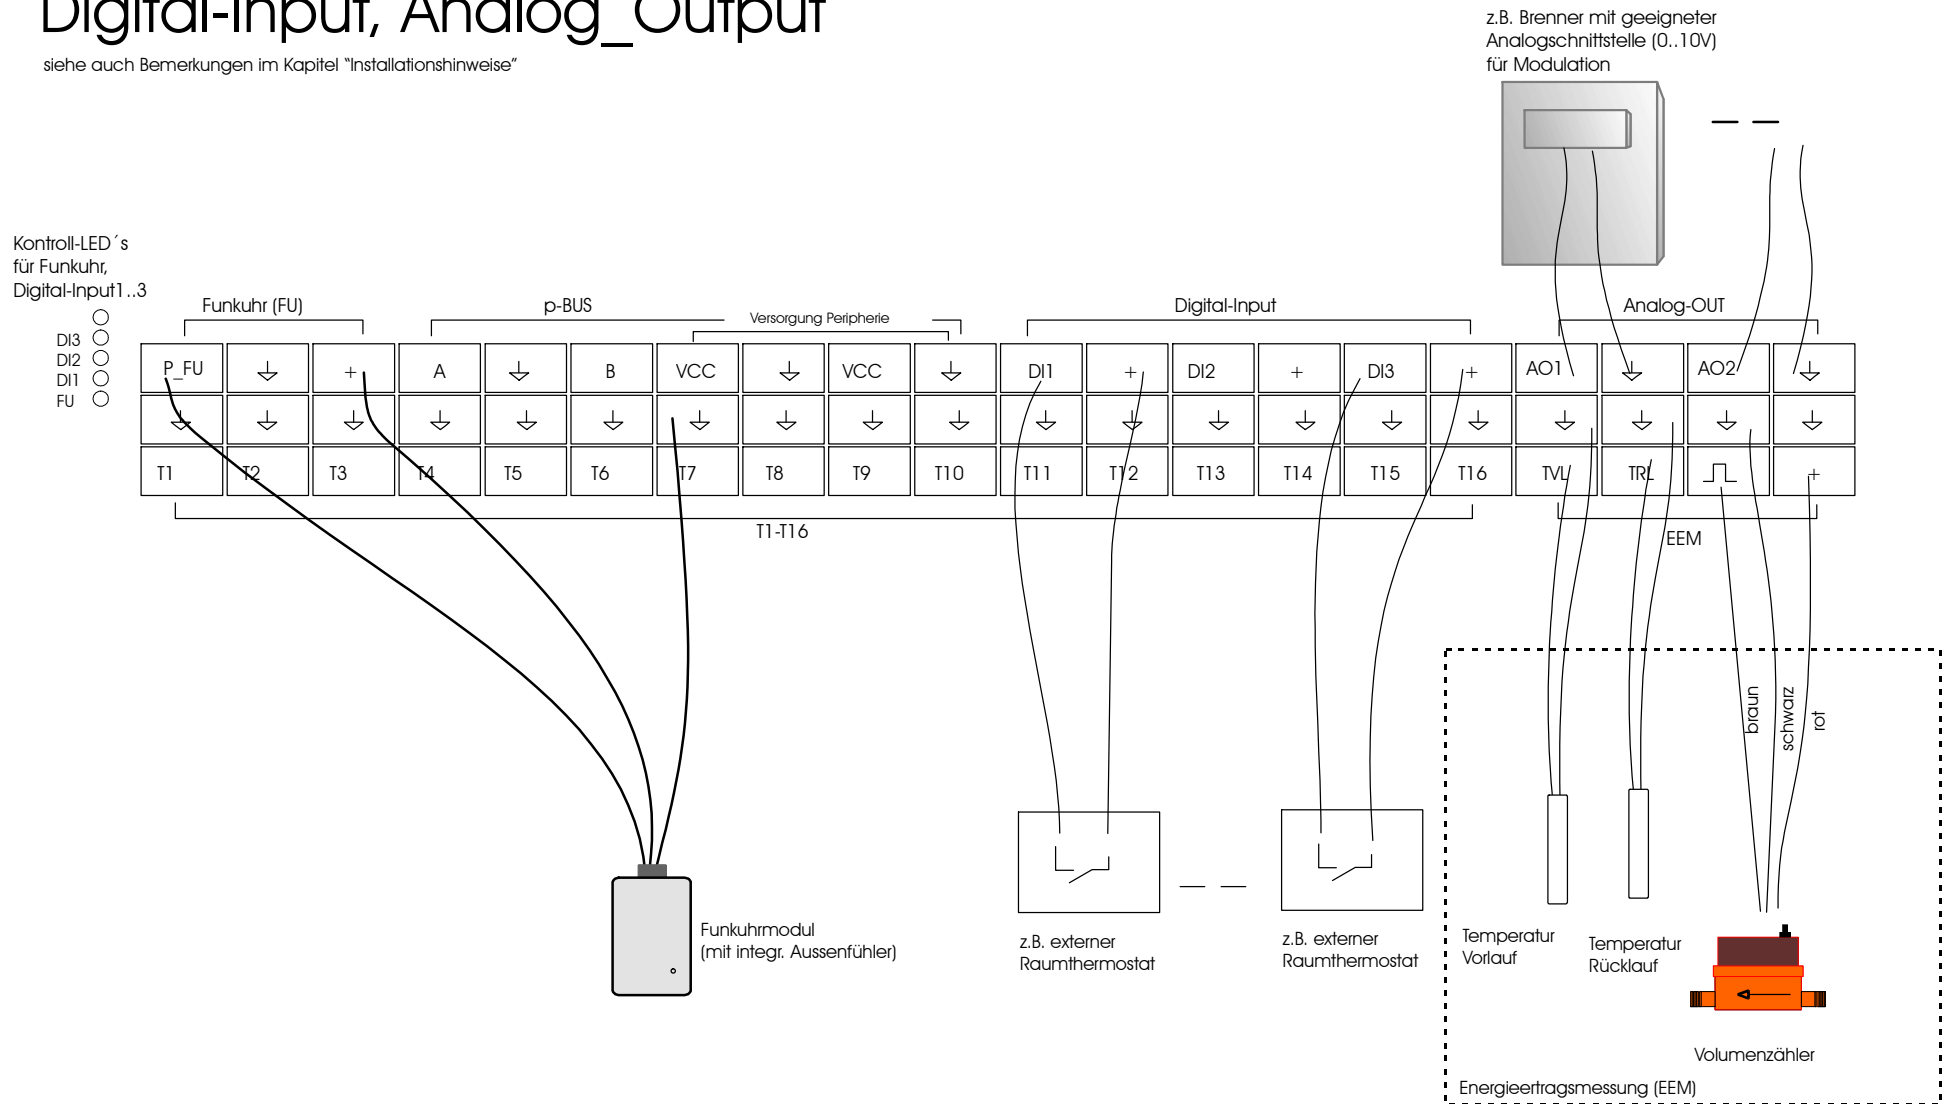 Digital-Input, Analog_Output
siehe auch Bemerkungen im Kapitel "Installationshinweise"
z.B. Brenner mit geeigneter
Analogschnittstelle (0..10V)
für Modulation
Kontroll-LED´s
für Funkuhr,
Digital-Input1..3
DI3
DI2
DI1
FU
Funkuhr (FU)
p-BUS
Versorgung Peripherie
Digital-Input
Analog-OUT
P_FU + A B VCC VCC DI1 + DI2 + DI3 + AO1 AO2
T1 T2 T3 T4 T5 T6 T7 T8 T9 T10 T11 T12 T13 T14 T15 T16 TVL TRL +
T1-T16
EEM
braun
schwarz
rot
Funkuhrmodul
(mit integr. Aussenfühler)
z.B. externer
Raumthermostat
z.B. externer
Raumthermostat
Temperatur
Vorlauf
Temperatur
Rücklauf
Volumenzähler
Energieertragsmessung (EEM)